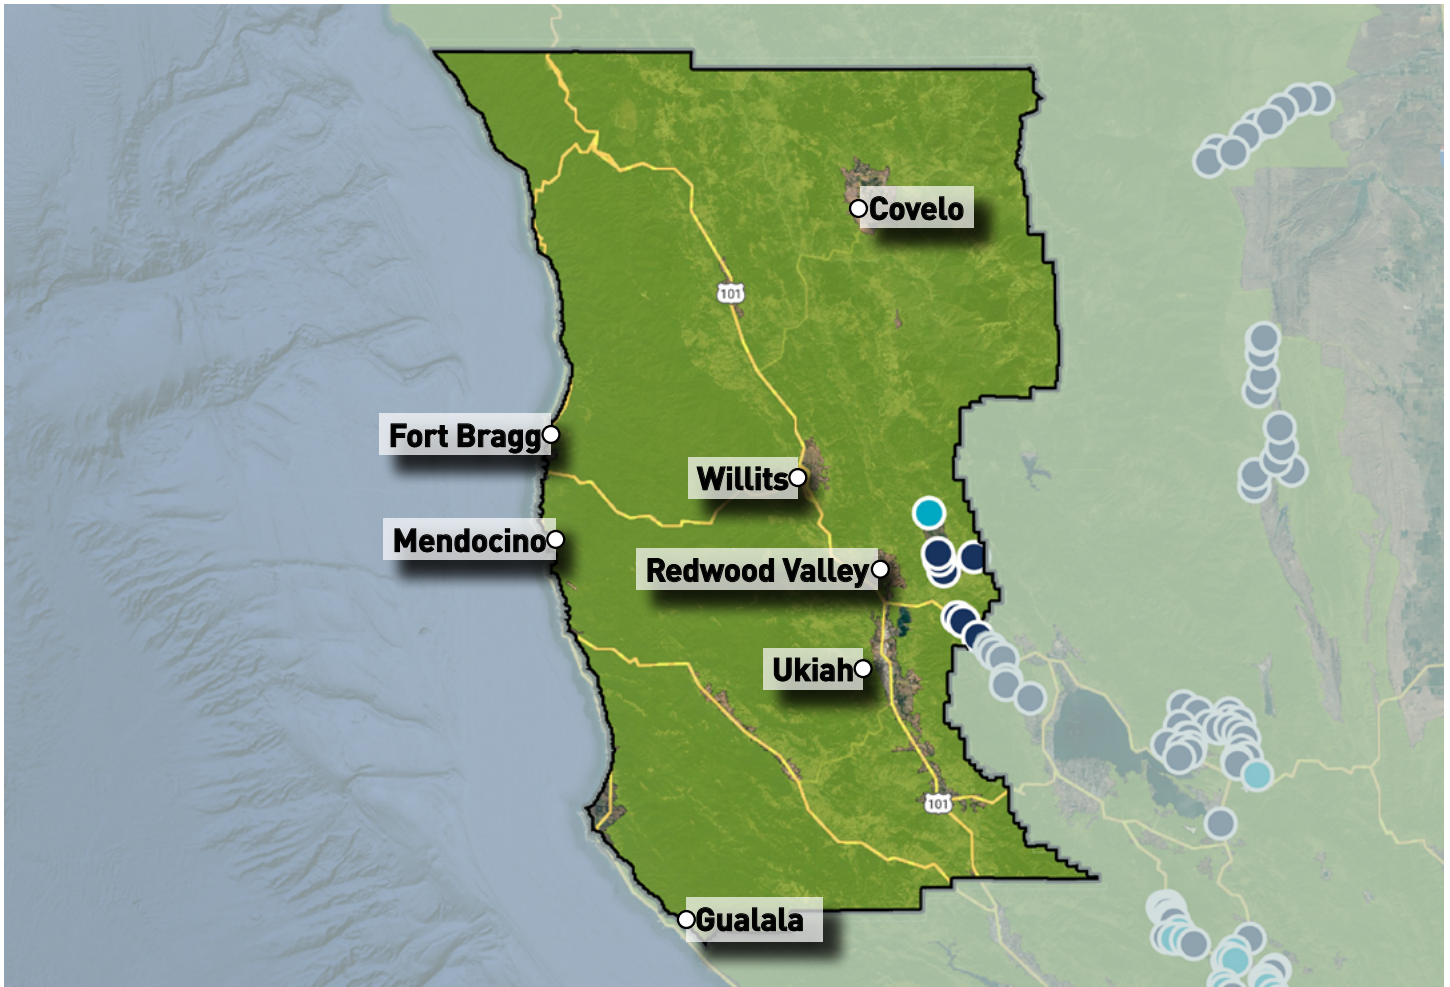 Covelo
101
Fort Bragg
Willits
Mendocino
Redwood Valley
Ukiah
101
Gualala